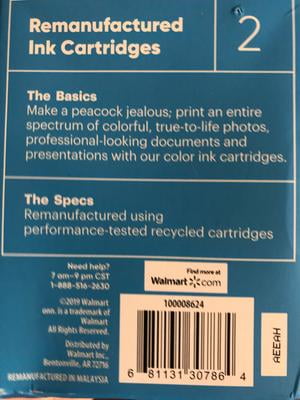 Remanufactured
Ink Cartridges
2
The Basics
Make a peacock jealous; print an entire
spectrum of colorful, true-to-life photos,
professional-looking documents and
presentations with our color ink cartridges.
The Specs
Remanufactured using
performance-tested recycled cartridges
Need help?
7 am–9 pm CST
1-888-516-2630
Find more at
Walmart.com
©2019 Walmart
onn. is a trademark of
Walmart
All Rights Reserved.
Distributed by
Walmart Inc.,
Bentonville, AR 72716
REMANUFACTURED IN MALAYSIA
100008624
6 81131 30786 4
AEEAH